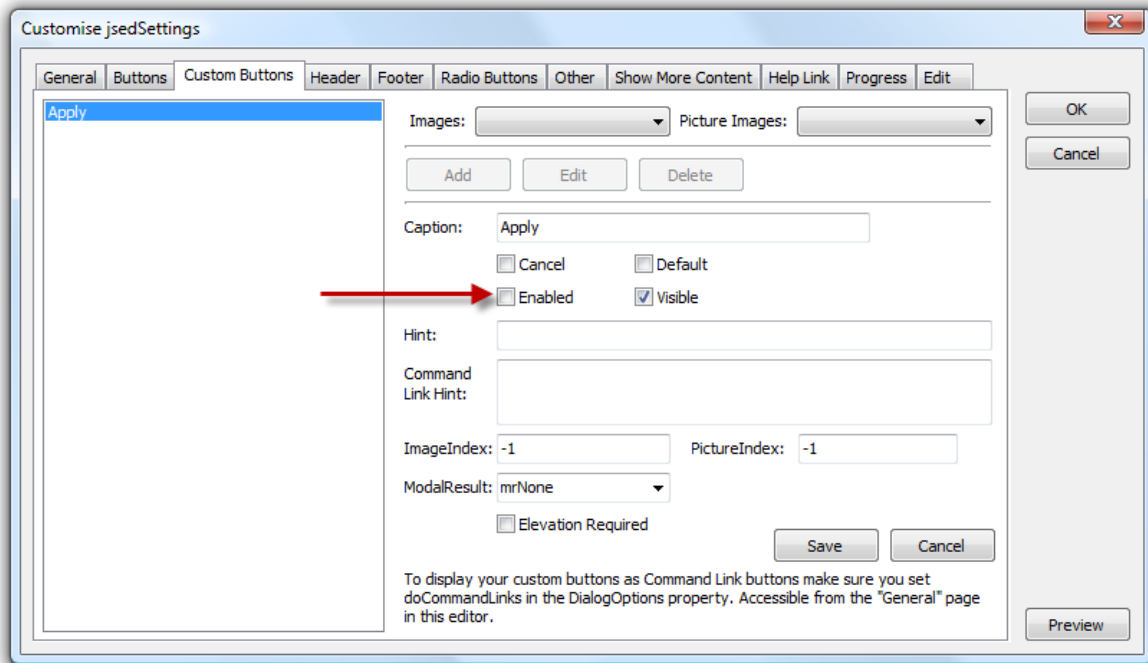 Customise jsedSettings
General Buttons Custom Buttons Header Footer Radio Buttons Other Show More Content Help Link Progress Edit
Apply
Images: Picture Images:
Add Edit Delete
Caption: Apply
Cancel Default
Enabled Visible
Hint:
Command
Link Hint:
ImageIndex: -1 PictureIndex: -1
ModalResult: mrNone
Elevation Required
Save Cancel
To display your custom buttons as Command Link buttons make sure you set
doCommandLinks in the DialogOptions property. Accessible from the "General" page
in this editor.
OK
Cancel
Preview